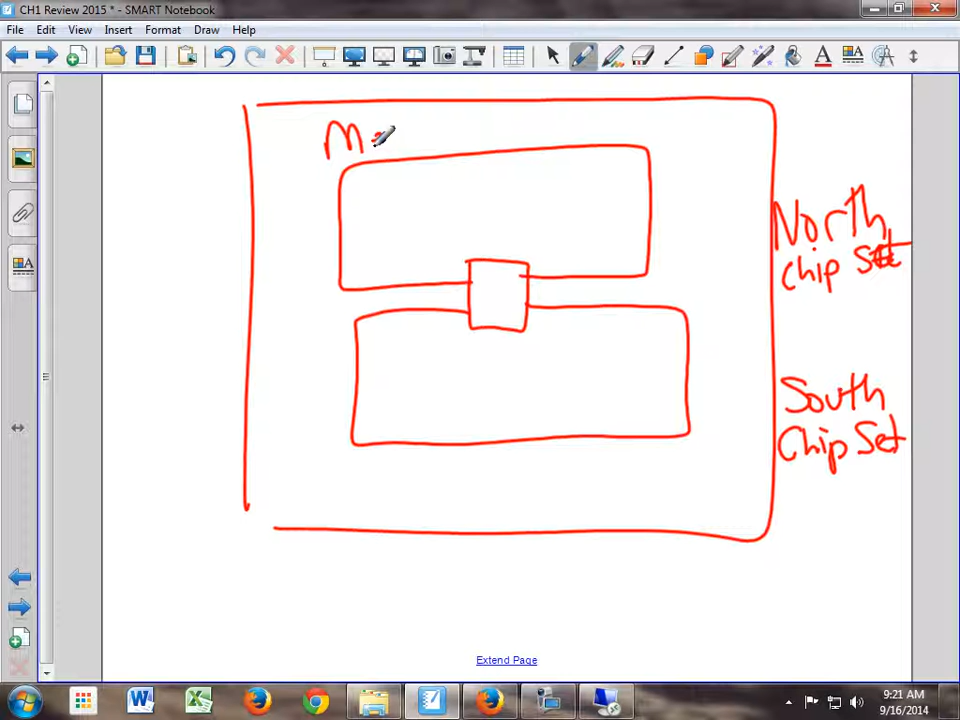 CH1 Review 2015 * - SMART Notebook
File Edit View Insert Format Draw Help
M
North
Chip Set
South
Chip Set
Extend Page
9:21 AM
9/16/2014